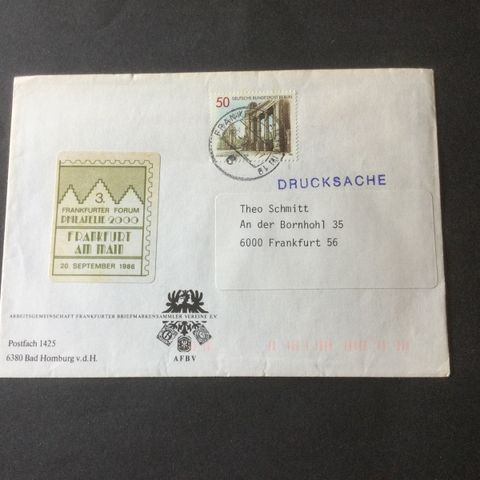 50 DEUTSCHE BUNDESPOST BERLIN
FRANK
DRUCKSACHE
3.
FRANKFURTER FORUM
PHILATELIE 2000
FRANKFURT
AM MAIN
20. SEPTEMBER 1986
Theo Schmitt
An der Bornhohl 35
6000 Frankfurt 56
ARBEITSGEMEINSCHAFT FRANKFURTER BRIEFMARKENSAMMLER VEREINE E.V.
Postfach 1425
6380 Bad Homburg v.d.H.
AFBV